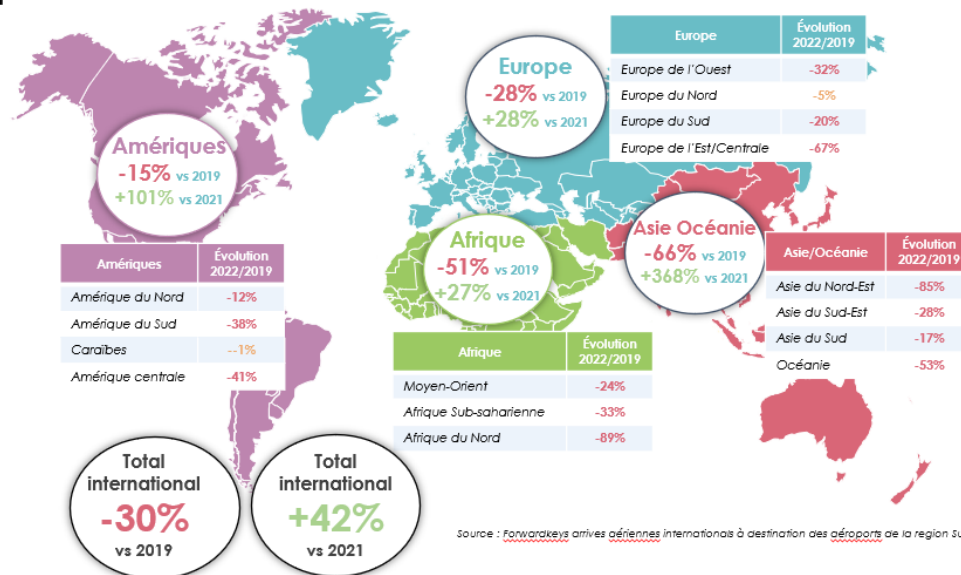 Amériques
-15% vs 2019
+101% vs 2021
Amériques Évolution 2022/2019
Amérique du Nord -12%
Amérique du Sud -38%
Caraïbes --1%
Amérique centrale -41%
Europe
-28% vs 2019
+28% vs 2021
Europe Évolution 2022/2019
Europe de l'Ouest -32%
Europe du Nord -5%
Europe du Sud -20%
Europe de l'Est/Centrale -67%
Afrique
-51% vs 2019
+27% vs 2021
Afrique Évolution 2022/2019
Moyen-Orient -24%
Afrique Sub-saharienne -33%
Afrique du Nord -89%
Asie Océanie
-66% vs 2019
+368% vs 2021
Asie/Océanie Évolution 2022/2019
Asie du Nord-Est -85%
Asie du Sud-Est -28%
Asie du Sud -17%
Océanie -53%
Total
international
-30%
vs 2019
Total
international
+42%
vs 2021
Source : Forwardkeys arrives aériennes internationals à destination des aéroports de la region